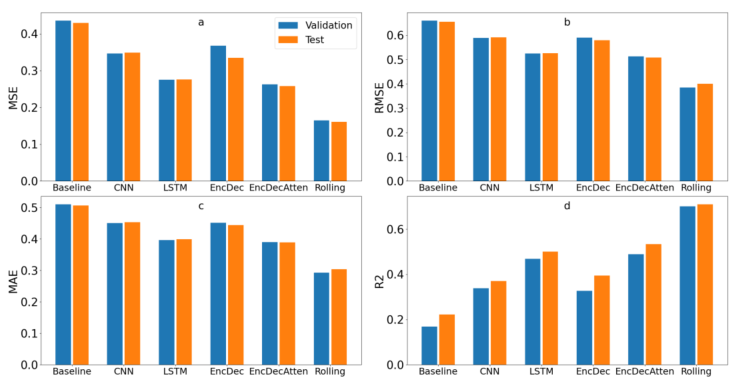 a
Validation
Test
MSE
0.4
0.3
0.2
0.1
0.0
Baseline CNN LSTM EncDec EncDecAtten Rolling
b
RMSE
0.6
0.5
0.4
0.3
0.2
0.1
0.0
Baseline CNN LSTM EncDec EncDecAtten Rolling
c
MAE
0.5
0.4
0.3
0.2
0.1
0.0
Baseline CNN LSTM EncDec EncDecAtten Rolling
d
R2
0.6
0.4
0.2
0.0
Baseline CNN LSTM EncDec EncDecAtten Rolling